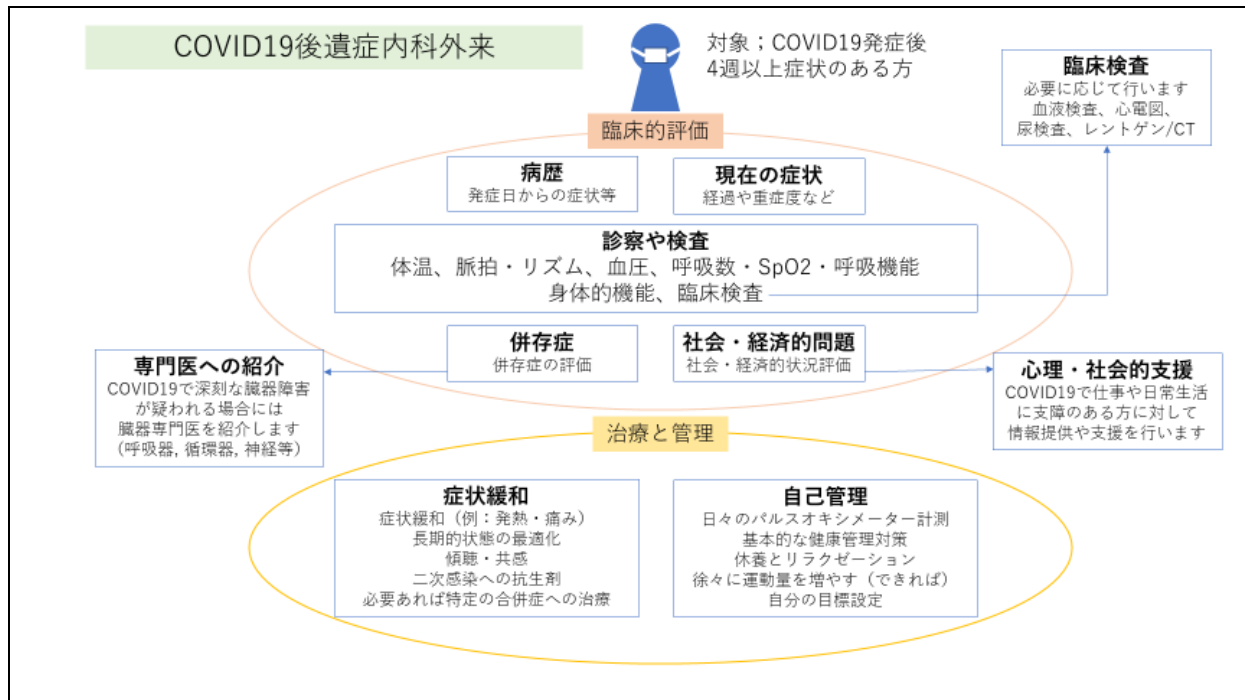 COVID19後遺症内科外来
対象；COVID19発症後
4週以上症状のある方
臨床検査
必要に応じて行います
血液検査、心電図、
尿検査、レントゲン/CT
臨床的評価
病歴
発症日からの症状等
現在の症状
経過や重症度など
診察や検査
体温、脈拍・リズム、血圧、呼吸数・SpO2・呼吸機能
身体的機能、臨床検査
併存症
併存症の評価
社会・経済的問題
社会・経済的状況評価
専門医への紹介
COVID19で深刻な臓器障害
が疑われる場合には
臓器専門医を紹介します
（呼吸器, 循環器, 神経等）
心理・社会的支援
COVID19で仕事や日常生活
に支障のある方に対して
情報提供や支援を行います
治療と管理
症状緩和
症状緩和（例：発熱・痛み）
長期的状態の最適化
傾聴・共感
二次感染への抗生剤
必要あれば特定の合併症への治療
自己管理
日々のパルスオキシメーター計測
基本的な健康管理対策
休養とリラクゼーション
徐々に運動量を増やす（できれば）
自分の目標設定